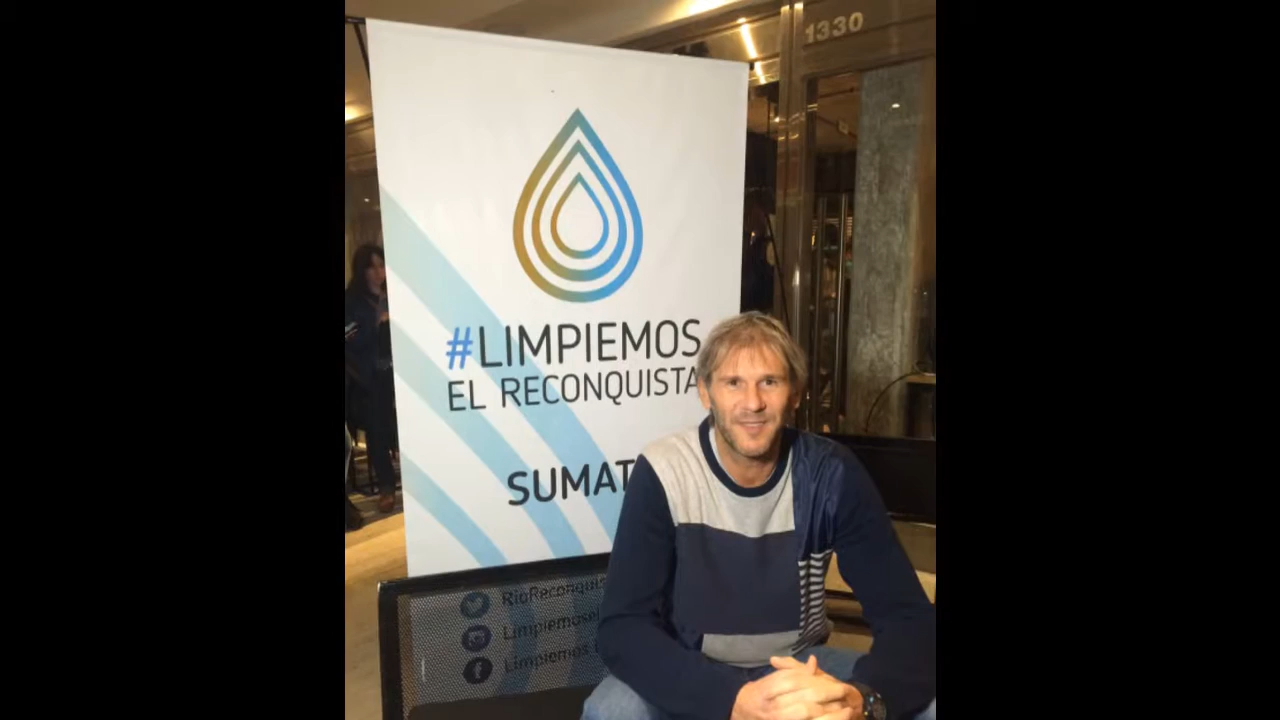 1330
#LIMPIEMOS
EL RECONQUISTA
SUMAT
RioReconquis
Limpiemosel
Limpiemos